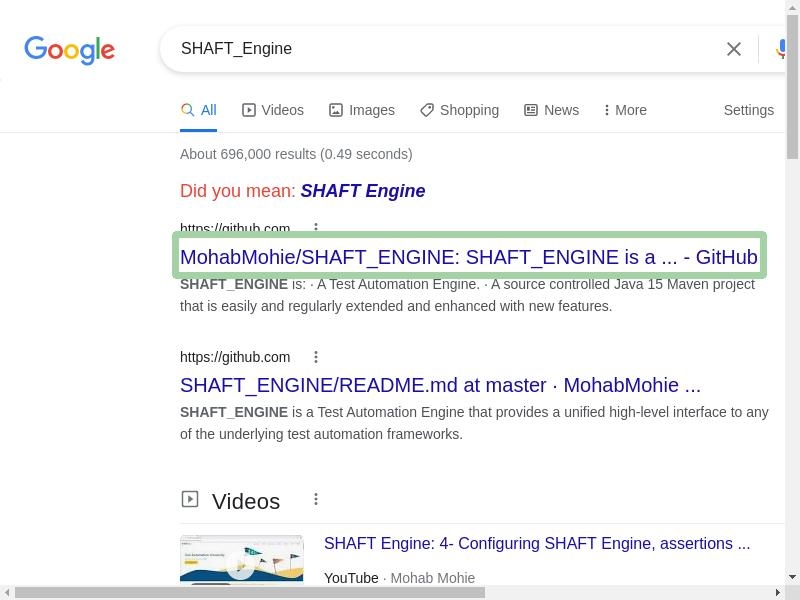 Google
SHAFT_Engine
All
Videos
Images
Shopping
News
More
Settings
About 696,000 results (0.49 seconds)
Did you mean: SHAFT Engine
https://github.com
MohabMohie/SHAFT_ENGINE: SHAFT_ENGINE is a ... - GitHub
SHAFT_ENGINE is: · A Test Automation Engine. · A source controlled Java 15 Maven project
that is easily and regularly extended and enhanced with new features.
https://github.com
SHAFT_ENGINE/README.md at master · MohabMohie ...
SHAFT_ENGINE is a Test Automation Engine that provides a unified high-level interface to any
of the underlying test automation frameworks.
Videos
SHAFT Engine: 4- Configuring SHAFT Engine, assertions ...
YouTube · Mohab Mohie